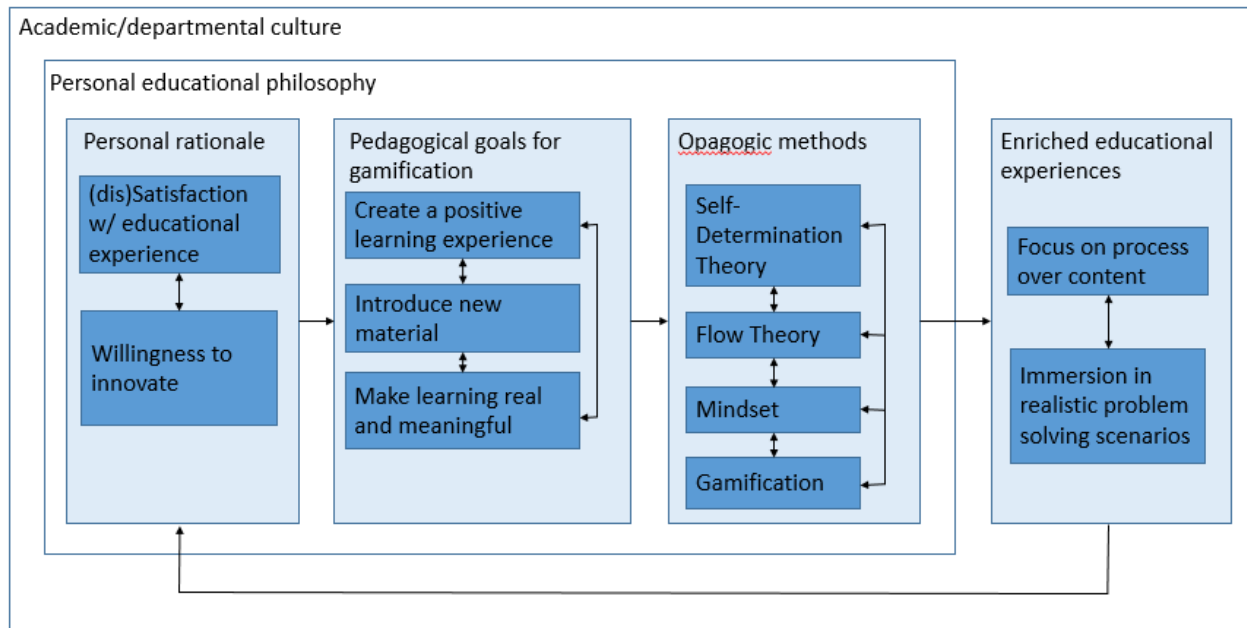 Academic/departmental culture
Personal educational philosophy
Personal rationale
(dis)Satisfaction
w/ educational
experience
Willingness to
innovate
Pedagogical goals for
gamification
Create a positive
learning experience
Introduce new
material
Make learning real
and meaningful
Opagogic methods
Self-
Determination
Theory
Flow Theory
Mindset
Gamification
Enriched educational
experiences
Focus on process
over content
Immersion in
realistic problem
solving scenarios